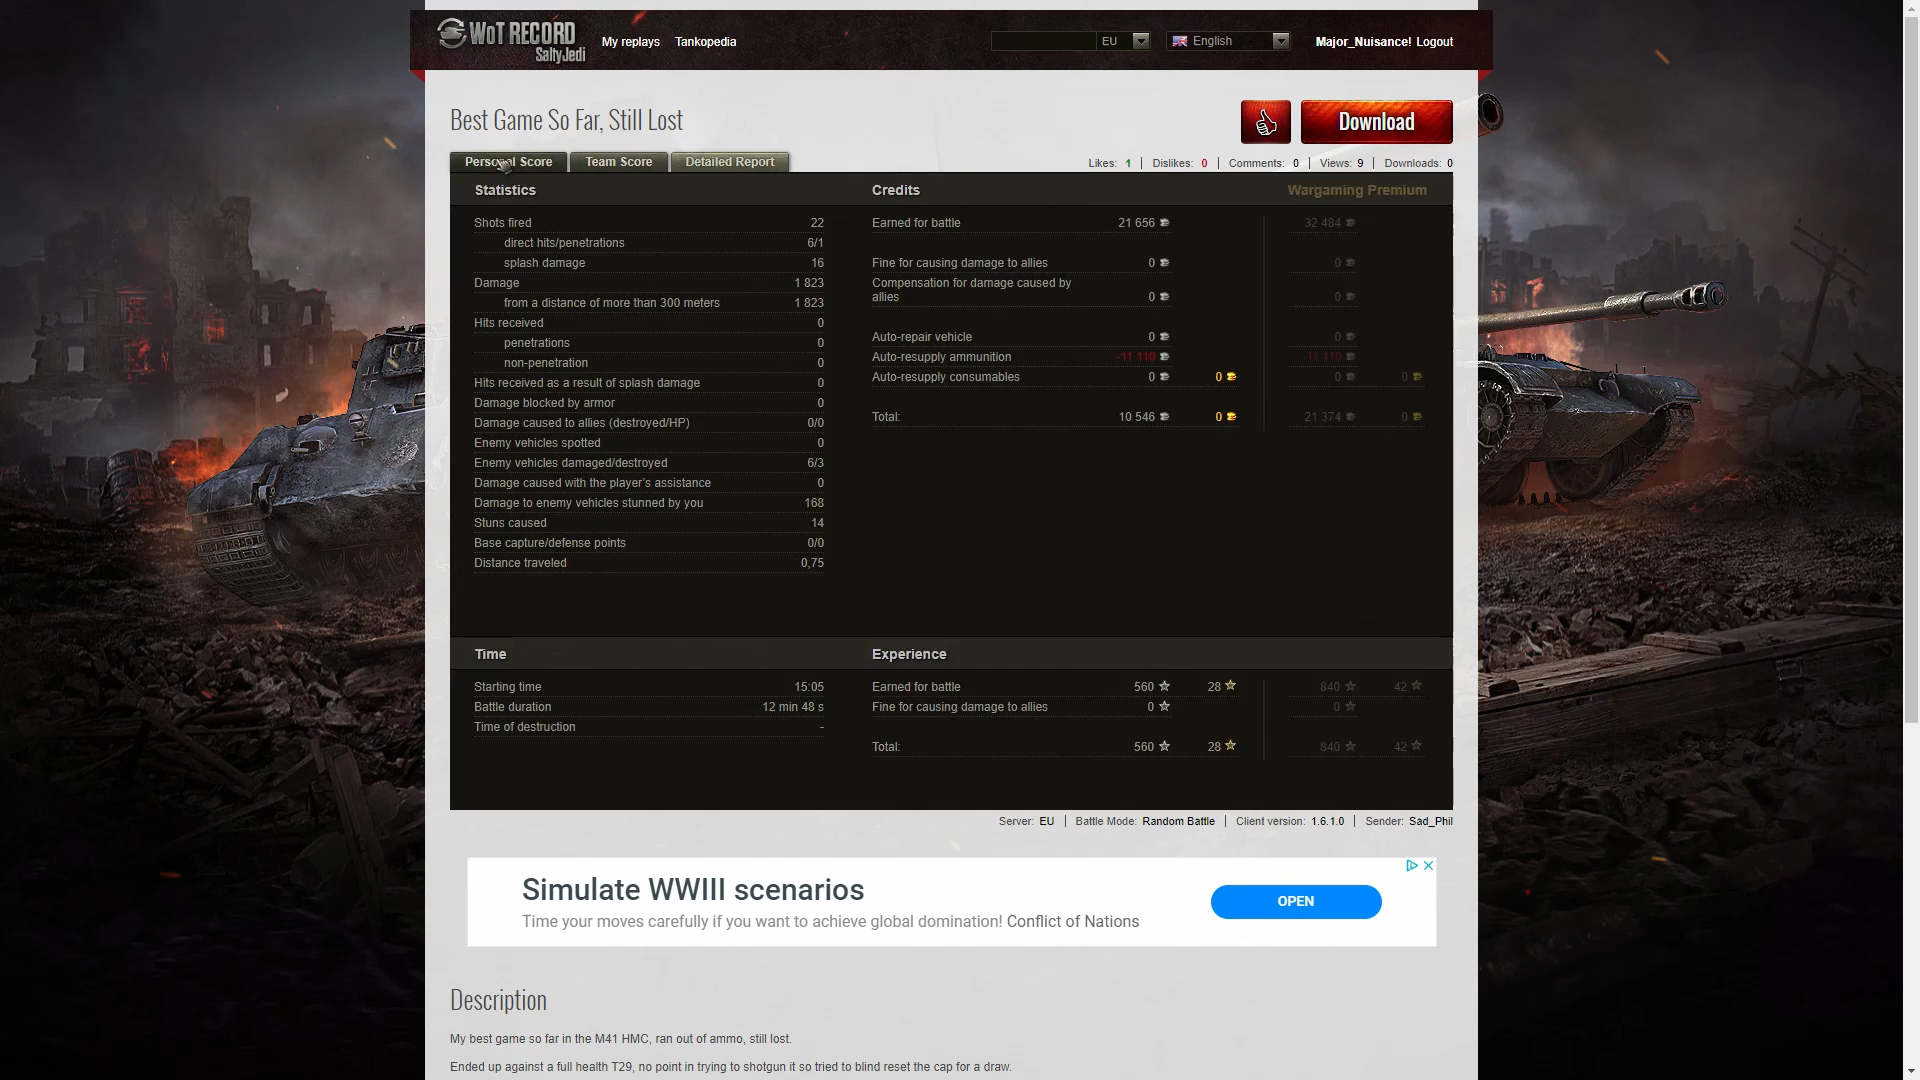 WoT RECORD
SaltyJedi
My replays
Tankopedia
EU
English
Major_Nuisance! Logout
Best Game So Far, Still Lost
Download
Personal Score
Team Score
Detailed Report
Likes: 1 | Dislikes: 0 | Comments: 0 | Views: 9 | Downloads: 0
Statistics
Shots fired 22
direct hits/penetrations 6/1
splash damage 16
Damage 1 823
from a distance of more than 300 meters 1 823
Hits received 0
penetrations 0
non-penetration 0
Hits received as a result of splash damage 0
Damage blocked by armor 0
Damage caused to allies (destroyed/HP) 0/0
Enemy vehicles spotted 0
Enemy vehicles damaged/destroyed 6/3
Damage caused with the player's assistance 0
Damage to enemy vehicles stunned by you 168
Stuns caused 14
Base capture/defense points 0/0
Distance traveled 0,75
Credits
Wargaming Premium
Earned for battle 21 656 32 484
Fine for causing damage to allies 0 0
Compensation for damage caused by
allies 0 0
Auto-repair vehicle 0 0
Auto-resupply ammunition -11 110 -11 110
Auto-resupply consumables 0 0 0 0
Total: 10 546 0 21 374 0
Time
Starting time 15:05
Battle duration 12 min 48 s
Time of destruction -
Experience
Earned for battle 560 28 840 42
Fine for causing damage to allies 0 0
Total: 560 28 840 42
Server: EU | Battle Mode: Random Battle | Client version: 1.6.1.0 | Sender: Sad_Phil
Simulate WWIII scenarios
Time your moves carefully if you want to achieve global domination! Conflict of Nations
OPEN
Description
My best game so far in the M41 HMC, ran out of ammo, still lost.
Ended up against a full health T29, no point in trying to shotgun it so tried to blind reset the cap for a draw.